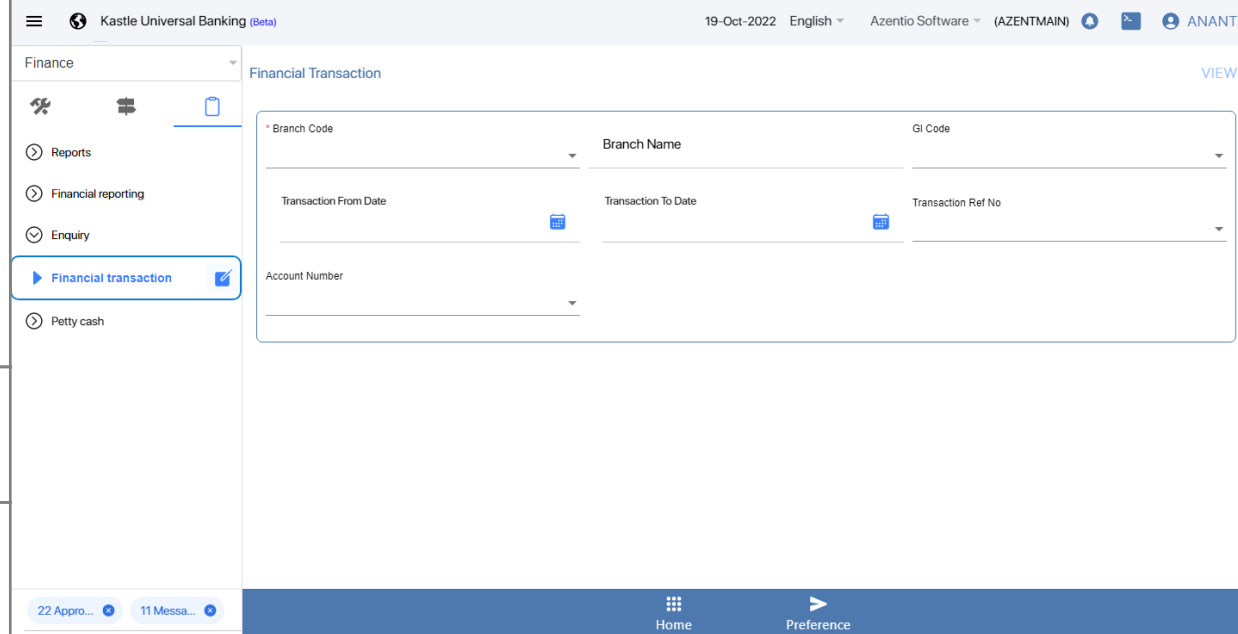 Kastle Universal Banking (Beta)
19-Oct-2022 English Azentio Software (AZENTMAIN) ANANT
Finance
Financial Transaction
VIEW
* Branch Code
Branch Name
Gl Code
Reports
Financial reporting
Transaction From Date
Transaction To Date
Transaction Ref No
Enquiry
Financial transaction
Account Number
Petty cash
22 Appro...
11 Messa...
Home
Preference